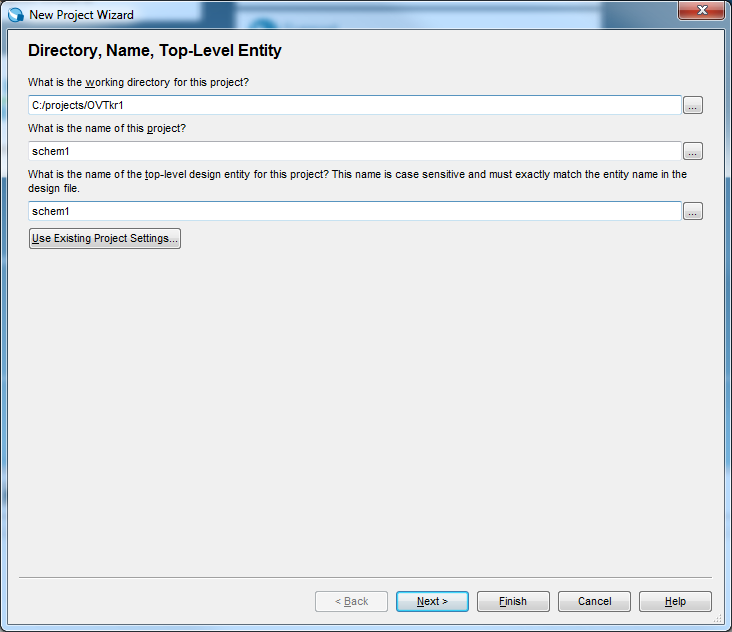 New Project Wizard
Directory, Name, Top-Level Entity
What is the working directory for this project?
C:/projects/OVTkr1
...
What is the name of this project?
schem1
...
What is the name of the top-level design entity for this project? This name is case sensitive and must exactly match the entity name in the
design file.
schem1
...
Use Existing Project Settings...
< Back
Next >
Finish
Cancel
Help